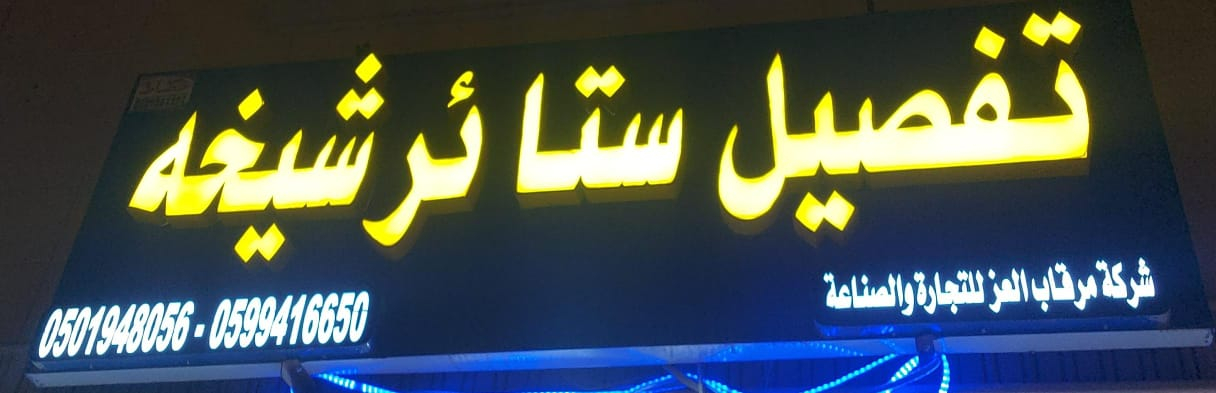 تفصيل ستائر شيخه
شركة مرقاب العز للتجارة والصناعة
0501948056 - 0599416650